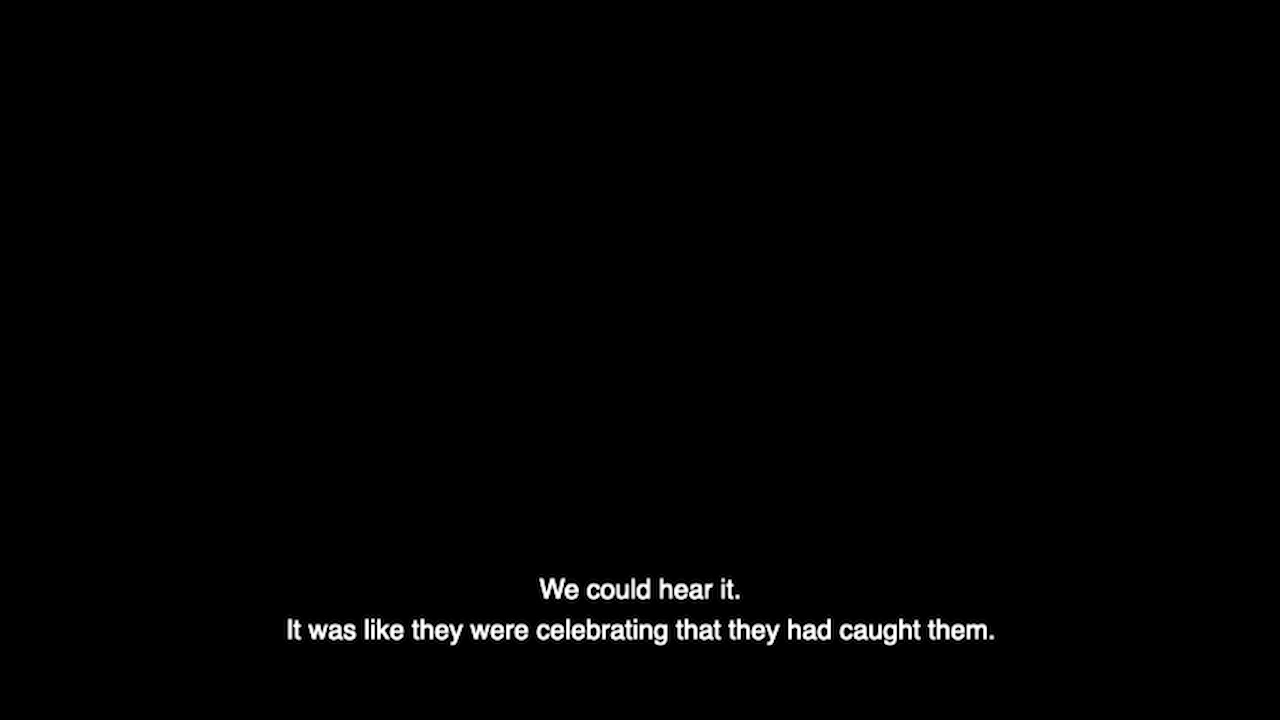 We could hear it.
It was like they were celebrating that they had caught them.